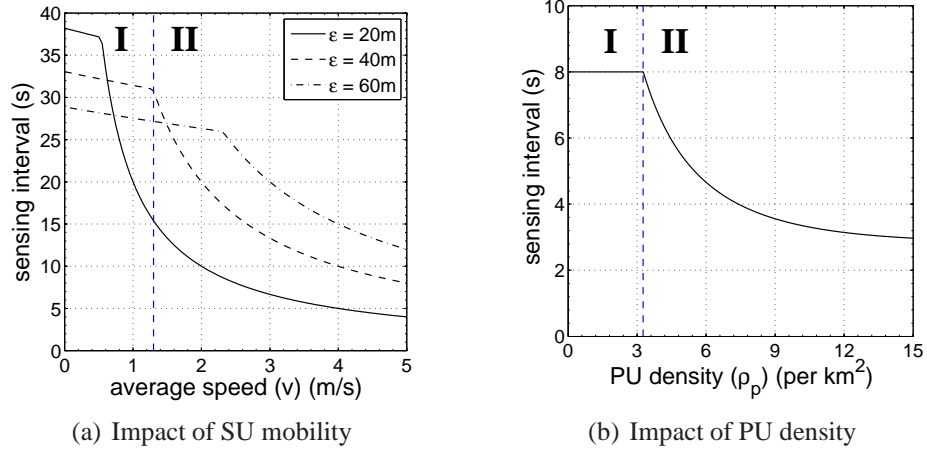 40
35
30
25
20
15
10
5
0
sensing interval (s)
I
II
ε = 20m
ε = 40m
ε = 60m
0 1 2 3 4 5
average speed (v) (m/s)
(a) Impact of SU mobility
10
8
6
4
2
0
sensing interval (s)
I
II
0 3 6 9 12 15
PU density (ρp) (per km2)
(b) Impact of PU density